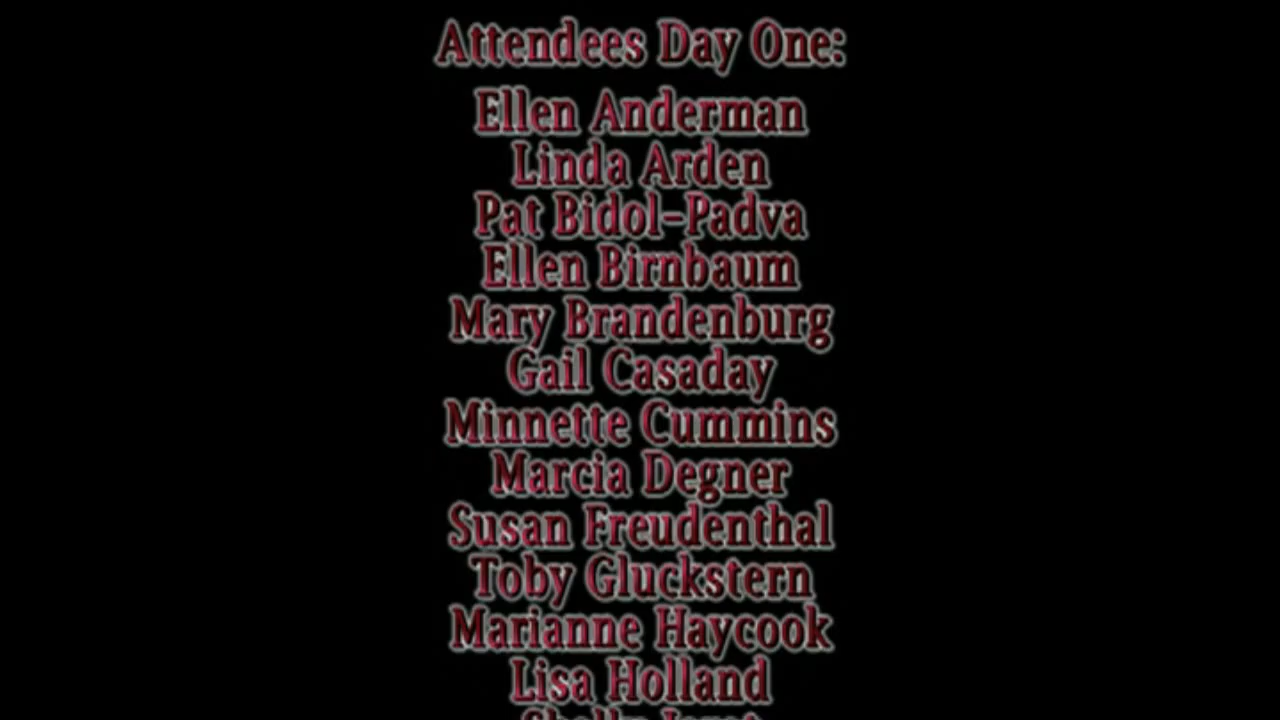 Attendees Day One:
Ellen Anderman
Linda Arden
Pat Bidol-Padva
Ellen Birnbaum
Mary Brandenburg
Gail Casaday
Minnette Cummins
Marcia Degner
Susan Freudenthal
Toby Gluckstern
Marianne Haycook
Lisa Holland